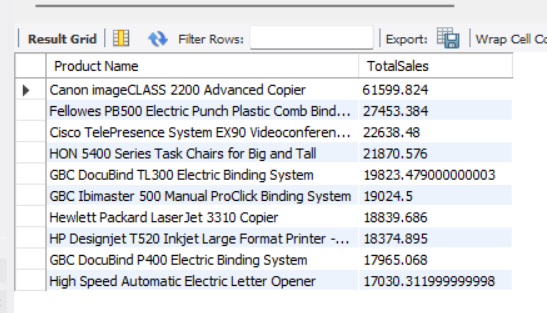 Result Grid Filter Rows: Export: Wrap Cell Co
Product Name TotalSales
Canon imageCLASS 2200 Advanced Copier 61599.824
Fellowes PB500 Electric Punch Plastic Comb Bind... 27453.384
Cisco TelePresence System EX90 Videoconferen... 22638.48
HON 5400 Series Task Chairs for Big and Tall 21870.576
GBC DocuBind TL300 Electric Binding System 19823.479000000003
GBC Ibimaster 500 Manual ProClick Binding System 19024.5
Hewlett Packard LaserJet 3310 Copier 18839.686
HP Designjet T520 Inkjet Large Format Printer -... 18374.895
GBC DocuBind P400 Electric Binding System 17965.068
High Speed Automatic Electric Letter Opener 17030.311999999998